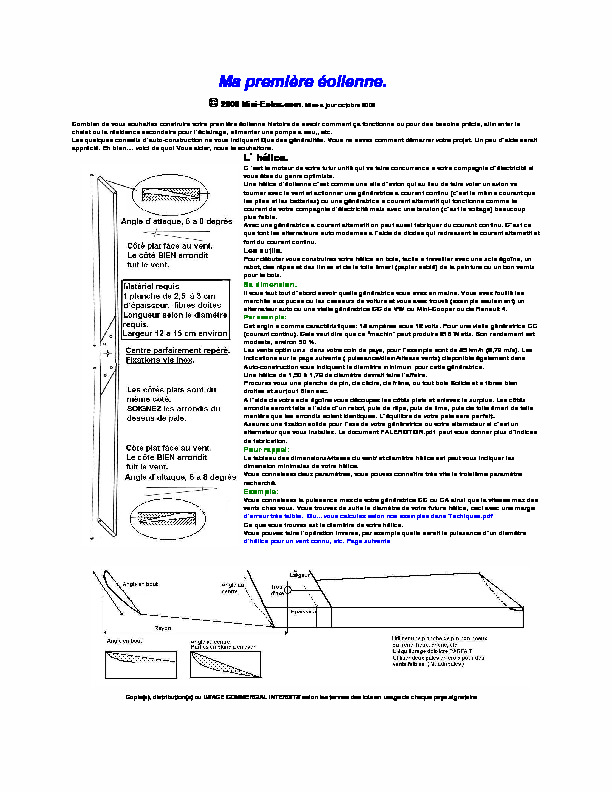 Ma première éolienne.
© 2008 Mini-Eoles.com. Mise à jour octobre 2008
Combien de vous souhaitez construire votre première éolienne histoire de savoir comment ça fonctionne ou pour des besoins précis, alimenter le
chalet ou la résidence secondaire pour l'éclairage, alimenter une pompe à eau,, etc.
Les quelques conseils d'auto-construction ne vous indiquent que des généralités. Vous ne savez comment démarrer votre projet. Un peu d'aide serait
apprécié. Eh bien… voici de quoi vous aider, nous le souhaitons.
L' hélice.
C'est le moteur de votre futur unité qui va faire concurrence à votre compagnie d'électricité si
vous êtes du genre optimiste.
Une hélice d'éolienne c'est comme une aile d'avion qui au lieu de faire voler un avion va
tourner avec le vent et actionner une génératrice à courant continu (c'est le même courant que
les piles et les batteries) ou une génératrice à courant alternatif qui fonctionne comme le
courant de votre compagnie d'électricité mais avec une tension (c'est le voltage) beaucoup
plus faible.
Avec une génératrice à courant alternatif on peut aussi fabriquer du courant continu. C'est ce
que font les alternateurs auto modernes à l'aide de diodes qui redressent le courant alternatif et
font du courant continu.
Les outils.
Pour débuter vous construirez votre hélice en bois, facile à travailler avec une scie égoïne, un
rabot, des râpes et des limes et de la toile émeri (papier sablé) de la peinture ou un bon vernis
pour le bois.
Sa dimension.
Il vous faut tout d'abord savoir quelle génératrice vous avez en mains. Vous avez fouillé les
marchés aux puces ou les casseurs de voiture et vous avez trouvé (exemple seulement) un
alternateur auto ou une vieille génératrice CC de VW ou Mini-Cooper ou de Renault 4.
Par exemple:
Cet engin a comme caractéristiques: 14 ampères sous 16 volts. Pour une vieille génératrice CC
(courant continu). Cela veut dire que ce "machin" peut produire Watts. Son rendement est
modeste, environ 50 %.
Les vents optimums dans votre coin de pays, pour l'exemple sont de km/h m/s). Les
indications sur la page suivante ( puissance/diam/vitesse vents) disponible également dans
Auto-construction vous indiquent le diamètre minimum pour cette génératrice.
Une hélice de 1,50 à de diamètre devrait faire l'affaire.
Procurez vous une planche de pin, de cèdre, de frêne, ou tout bois Solide et à fibres bien
droites et surtout Bien sec.
A l'aide de votre scie égoïne vous découpez les côtés plats et enlevez le surplus. Les côtés
arrondis seront faits à l'aide d'un rabot, puis de râpe, puis de lime, puis de toile émeri de telle
manière que les arrondis soient identiques. L'équilibre de votre pale sera parfait.
Assurez une fixation solide pour l'axe de votre génératrice ou votre alternateur si c'est un
alternateur que vous installez. Le document PALEROTOR.pdf peut vous donner plus d'indices
de fabrication.
Pour rappel:
Le tableau des dimensions/vitesse du vent et diamètre hélice est peut vous indiquer les
dimension minimales de votre hélice.
Vous connaissez deux paramètres, vous pouvez connaître très vite le troisième paramètre
recherché.
Exemple:
Vous connaissez la puissance max de votre génératrice CC ou CA ainsi que la vitesse max des
vents chez vous. Vous trouvez de suite le diamètre de votre future hélice, ceci avec une marge
d'erreur très faible. Ou… vous calculez selon nos exemples dans Techiques.pdf
Ce que vous trouvez est le diamètre de votre hélice.
Vous pouvez faire l'opération inverse, par exemple quelle serait la puissance d'un diamètre
d'hélice pour un vent connu, etc. Page suivante
Angle d'attaque, 6 à 8 degrés
Côté plat face au vent.
Le côté BIEN arrondit
fuit le vent.
Matériel requis
1 planche de 2,5 à 3 cm
d'épaisseur. fibres doites
Longueur selon le diamètre
requis.
Largeur 12 à 15 cm environ
Centre parfairement repéré.
Fixations vis inox.
Les côtés plats sont du
même coté.
SOIGNEZ les arrondis du
dessus de pale.
Côte plat face au vent.
Le côté BIEN arrondit
fuit le vent.
Angle d'attaque, 6 à 8 degrés
Angle en bout
Angle au
centre
Trou
d'axe
Largeur
Epaisseur
Rayon
Angle en bout
Angle au centre
Parties en blanc à enlever
Copie(s), distribution(s) ou USAGE COMMERCIAL INTERDITS selon les termes des lois en usage de chaque pays signataire